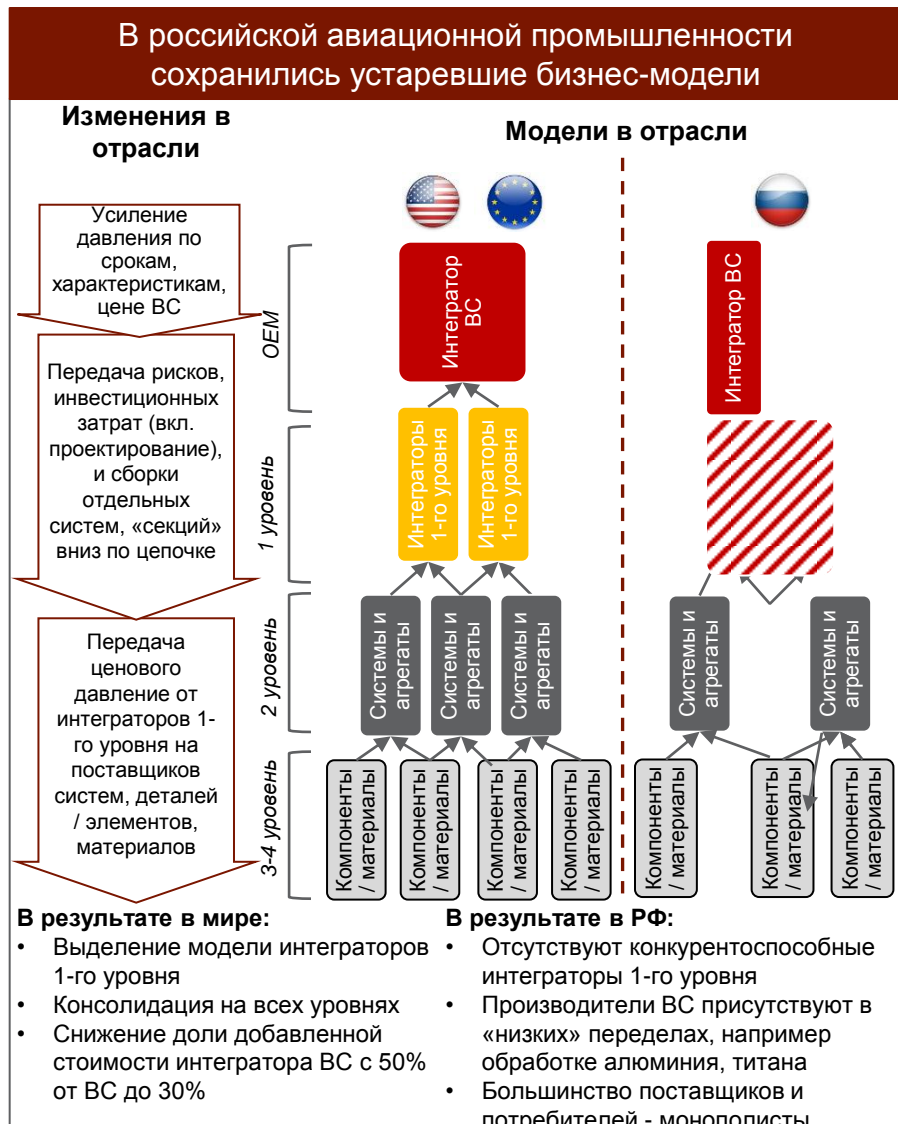 В российской авиационной промышленности
сохранились устаревшие бизнес-модели
Изменения в
отрасли
Модели в отрасли
Усиление
давления по
срокам,
характеристикам,
цене ВС
Передача рисков,
инвестиционных
затрат (вкл.
проектирование),
и сборки
отдельных
систем, «секций»
вниз по цепочке
Передача
ценового
давление от
интеграторов 1-
го уровня на
поставщиков
систем, деталей
/ элементов,
материалов
OEM
1 уровень
2 уровень
3-4 уровень
Интегратор
ВС
Интеграторы
1-го уровня
Интеграторы
1-го уровня
Системы и
агрегаты
Системы и
агрегаты
Системы и
агрегаты
Компоненты
/ материалы
Компоненты
/ материалы
Компоненты
/ материалы
Компоненты
/ материалы
Интегратор ВС
Системы и
агрегаты
Системы и
агрегаты
Компоненты
/ материалы
Компоненты
/ материалы
Компоненты
/ материалы
В результате в мире:
• Выделение модели интеграторов
1-го уровня
• Консолидация на всех уровнях
• Снижение доли добавленной
стоимости интегратора ВС с 50%
от ВС до 30%
В результате в РФ:
• Отсутствуют конкурентоспособные
интеграторы 1-го уровня
• Производители ВС присутствуют в
«низких» переделах, например
обработке алюминия, титана
• Большинство поставщиков и
потребителей - монополисты